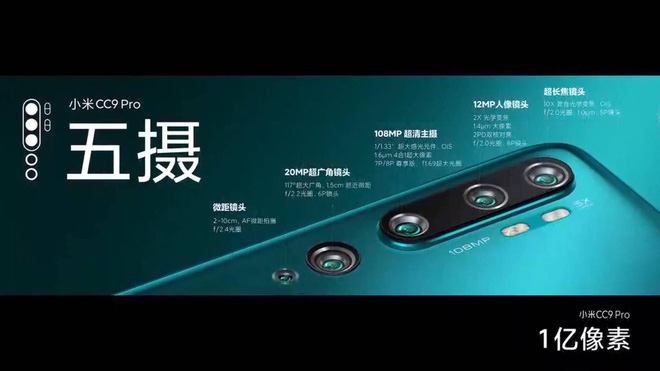 小米CC9 Pro
五摄
微距镜头
2-10cm, AF微距拍摄
f/2.4光圈
20MP超广角镜头
117°超大广角, 1.5cm 超近微距
f/2.2光圈, 6P镜头
108MP 超清主摄
1/1.33" 超大感光元件, OIS
1.6μm 4合1超大像素
7P/8P 尊享版, f1.69超大光圈
12MP人像镜头
2X 光学变焦
1.4μm 大像素
2PD双核对焦
f/2.0光圈, 6P镜头
超长焦镜头
10X 混合光学变焦, OIS
f/2.0光圈, 1.0μm, 5P镜头
108MP
5X
小米CC9 Pro
1亿像素